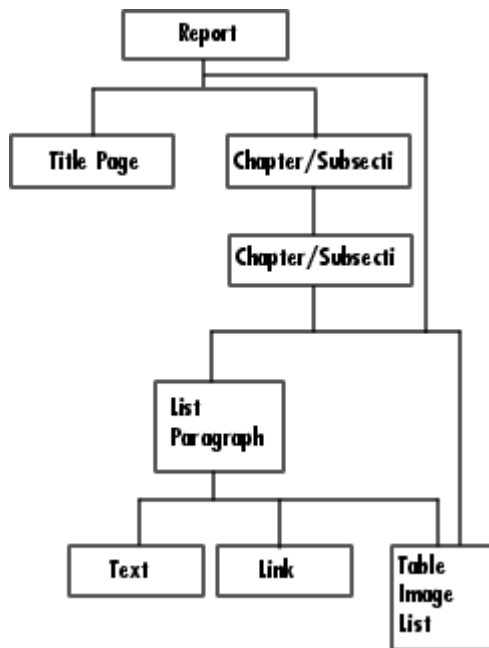 Report
Title Page
Chapter/Subsecti
Chapter/Subsecti
List
Paragraph
Text
Link
Table
Image
List